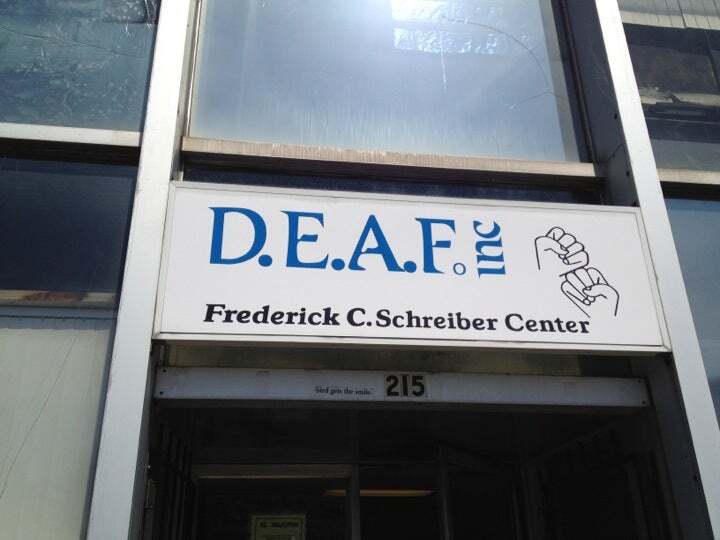 D.E.A.F. inc
Frederick C. Schreiber Center
215